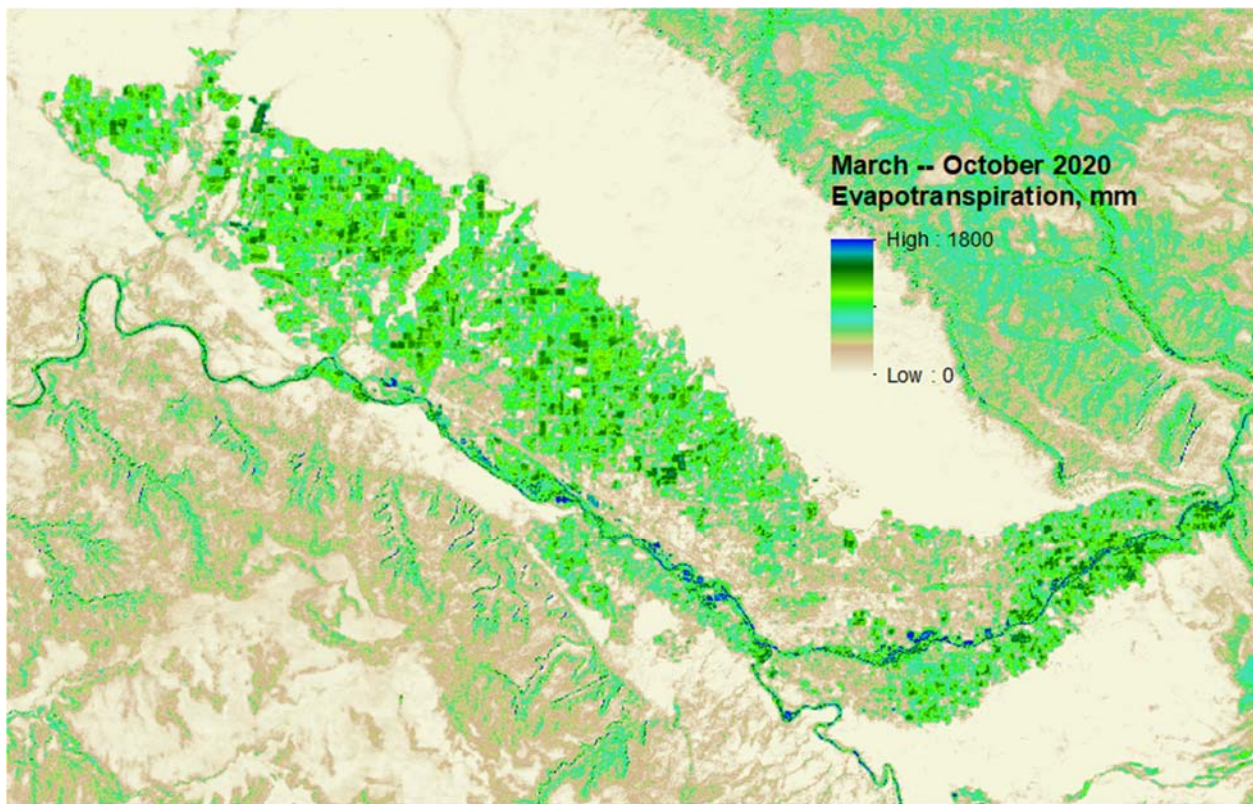 March -- October 2020
Evapotranspiration, mm
High : 1800
Low : 0